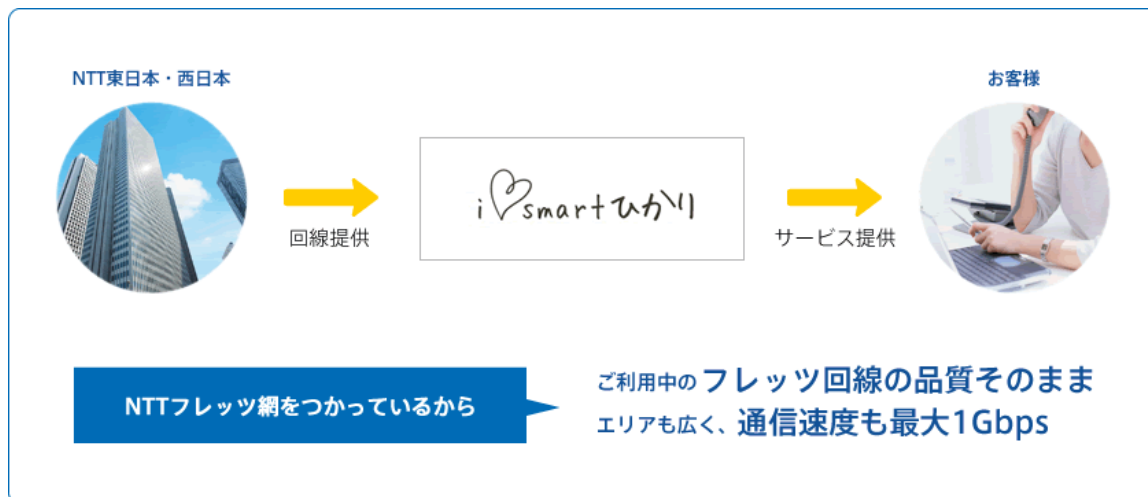 NTT東日本・西日本
お客様
i♡smartひかり
回線提供
サービス提供
NTTフレッツ網をつかっているから
ご利用中のフレッツ回線の品質そのまま
エリアも広く、通信速度も最大1Gbps